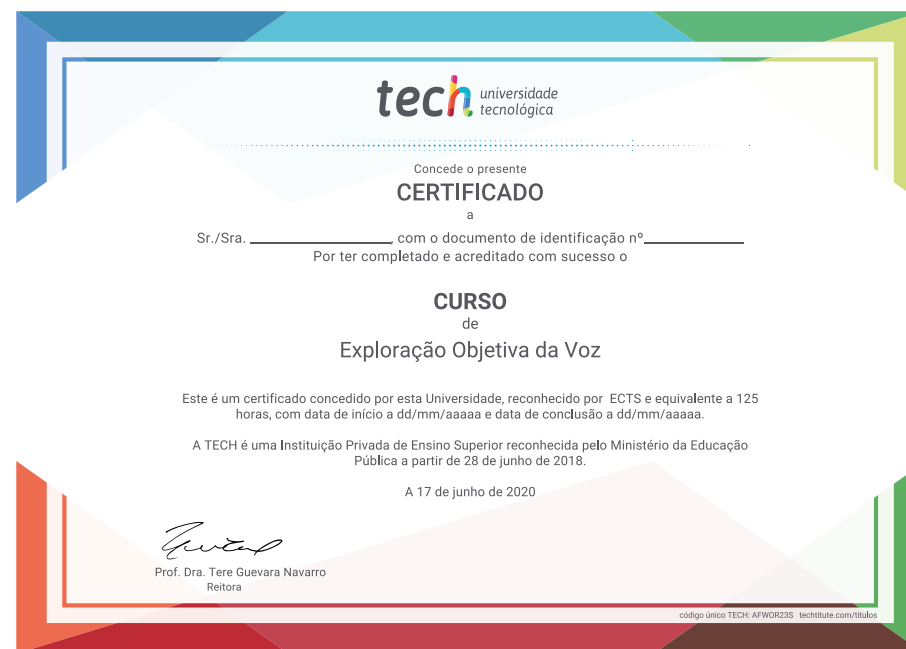 tech universidade
tecnológica
Concede o presente
CERTIFICADO
a
Sr./Sra. ________________, com o documento de identificação nº____________
Por ter completado e acreditado com sucesso o
CURSO
de
Exploração Objetiva da Voz
Este é um certificado concedido por esta Universidade, reconhecido por ECTS e equivalente a 125
horas, com data de início a dd/mm/aaaaa e data de conclusão a dd/mm/aaaaa.
A TECH é uma Instituição Privada de Ensino Superior reconhecida pelo Ministério da Educação
Pública a partir de 28 de junho de 2018.
A 17 de junho de 2020
Prof. Dra. Tere Guevara Navarro
Reitora
código único TECH: AFWOR23S techtitute.com/titulos